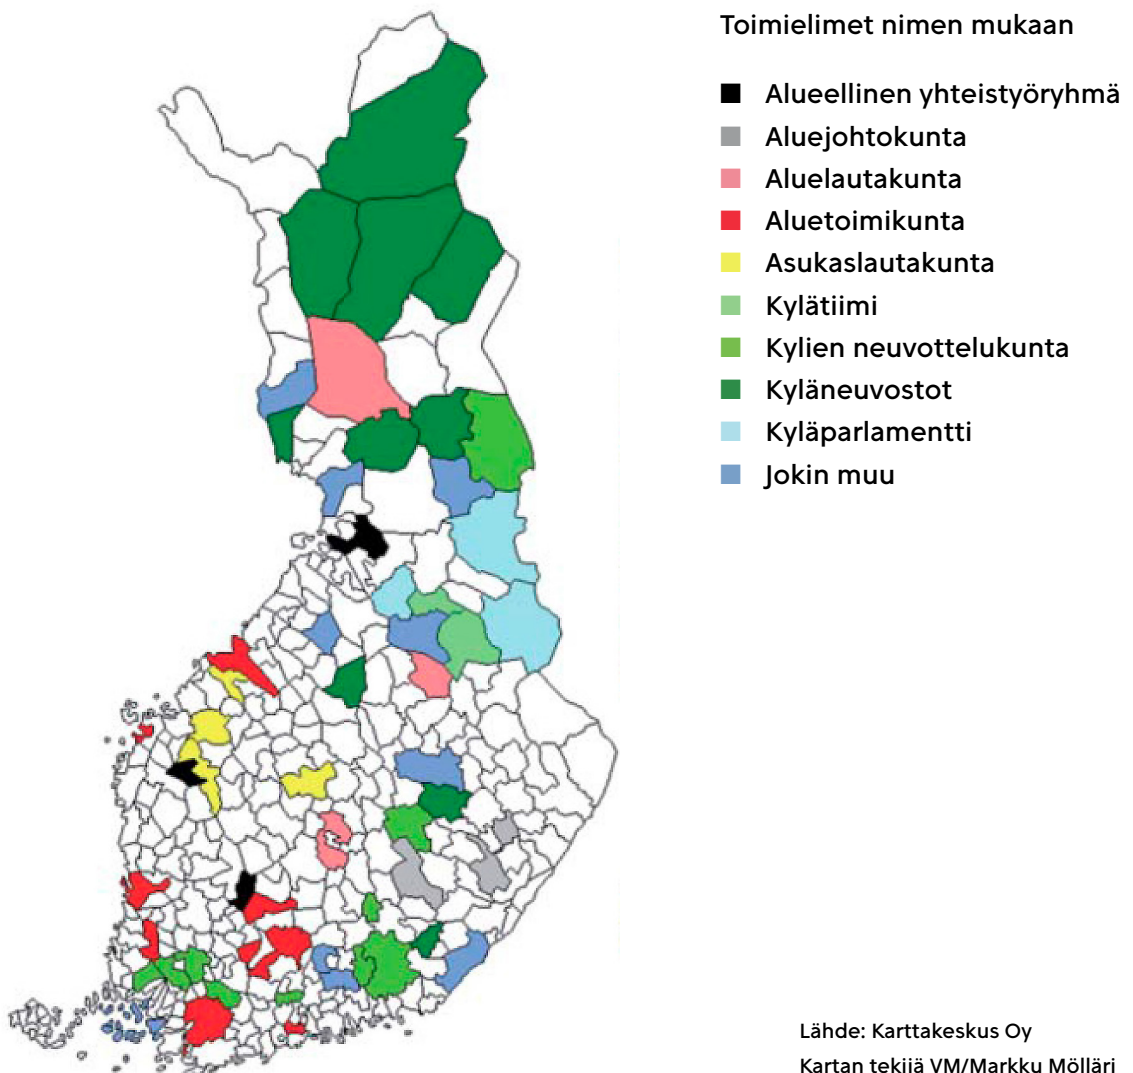 Toimielimet nimen mukaan
Alueellinen yhteistyöryhmä
Aluejohtokunta
Aluelautakunta
Aluetoimikunta
Asukaslautakunta
Kylätiimi
Kylien neuvottelukunta
Kyläneuvostot
Kyläparlamentti
Jokin muu
Lähde: Karttakeskus Oy
Kartan tekijä VM/Markku Mölläri